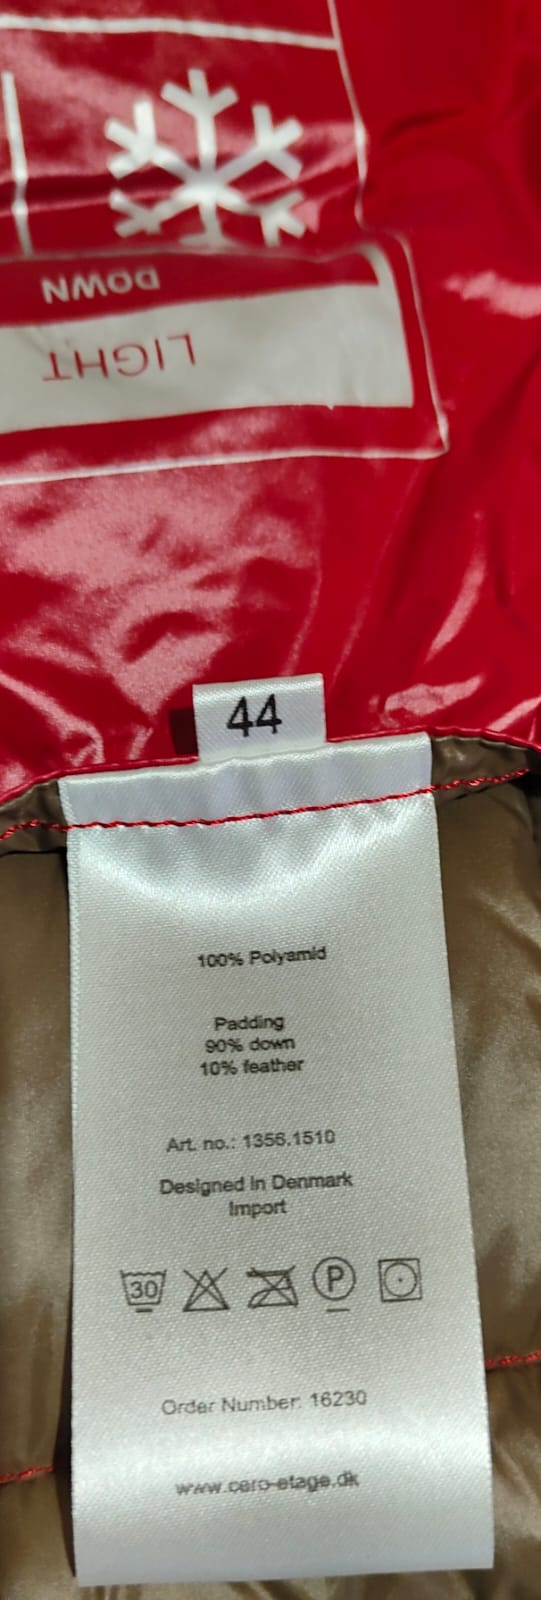 LIGHT
DOWN
44
100% Polyamid
Padding
90% down
10% feather
Art. no.: 1356.1510
Designed in Denmark
Import
30
P
Order Number: 16230
www.cero-etage.dk